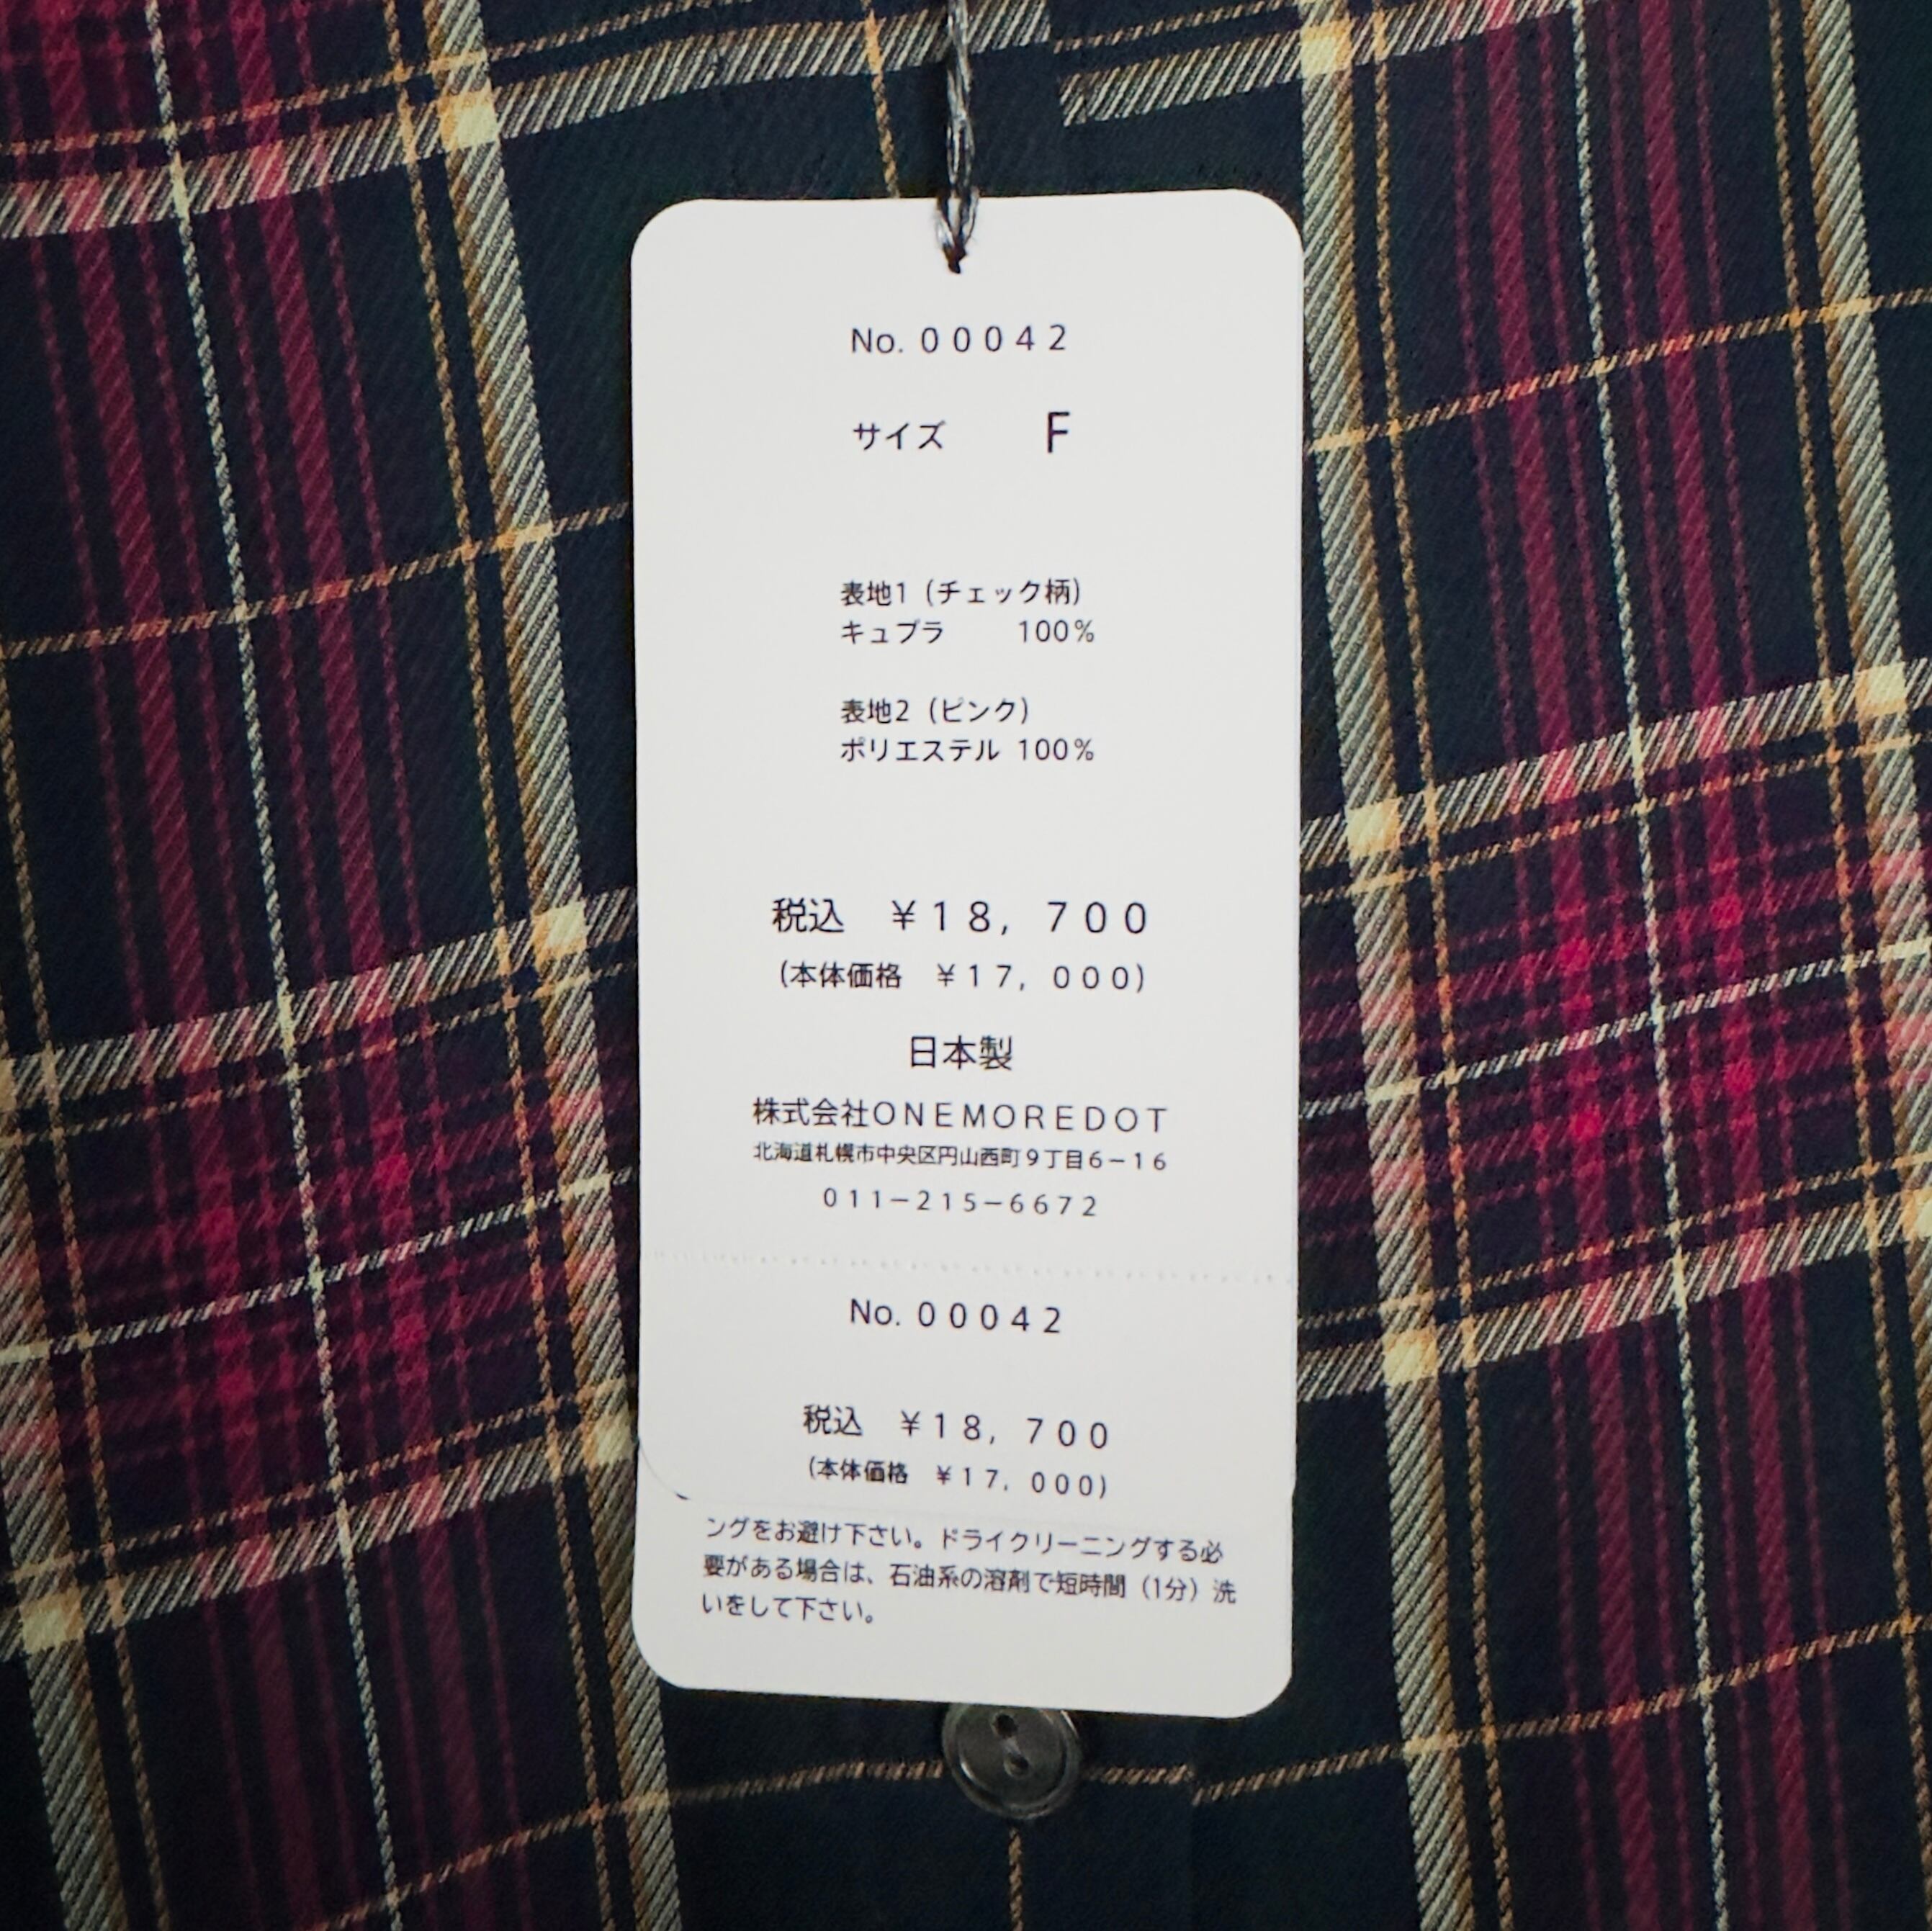 No. 00042
サイズ F
表地1（チェック柄）
キュプラ 100%
表地2（ピンク）
ポリエステル 100%
税込 ￥18, 700
（本体価格 ￥17, 000）
日本製
株式会社ONEMOREDOT
北海道札幌市中央区円山西町９丁目６−１６
011−215−6672
No. 00042
税込 ￥18, 700
（本体価格 ￥17, 000）
ングをお避け下さい。ドライクリーニングする必
要がある場合は、石油系の溶剤で短時間（1分）洗
いをして下さい。